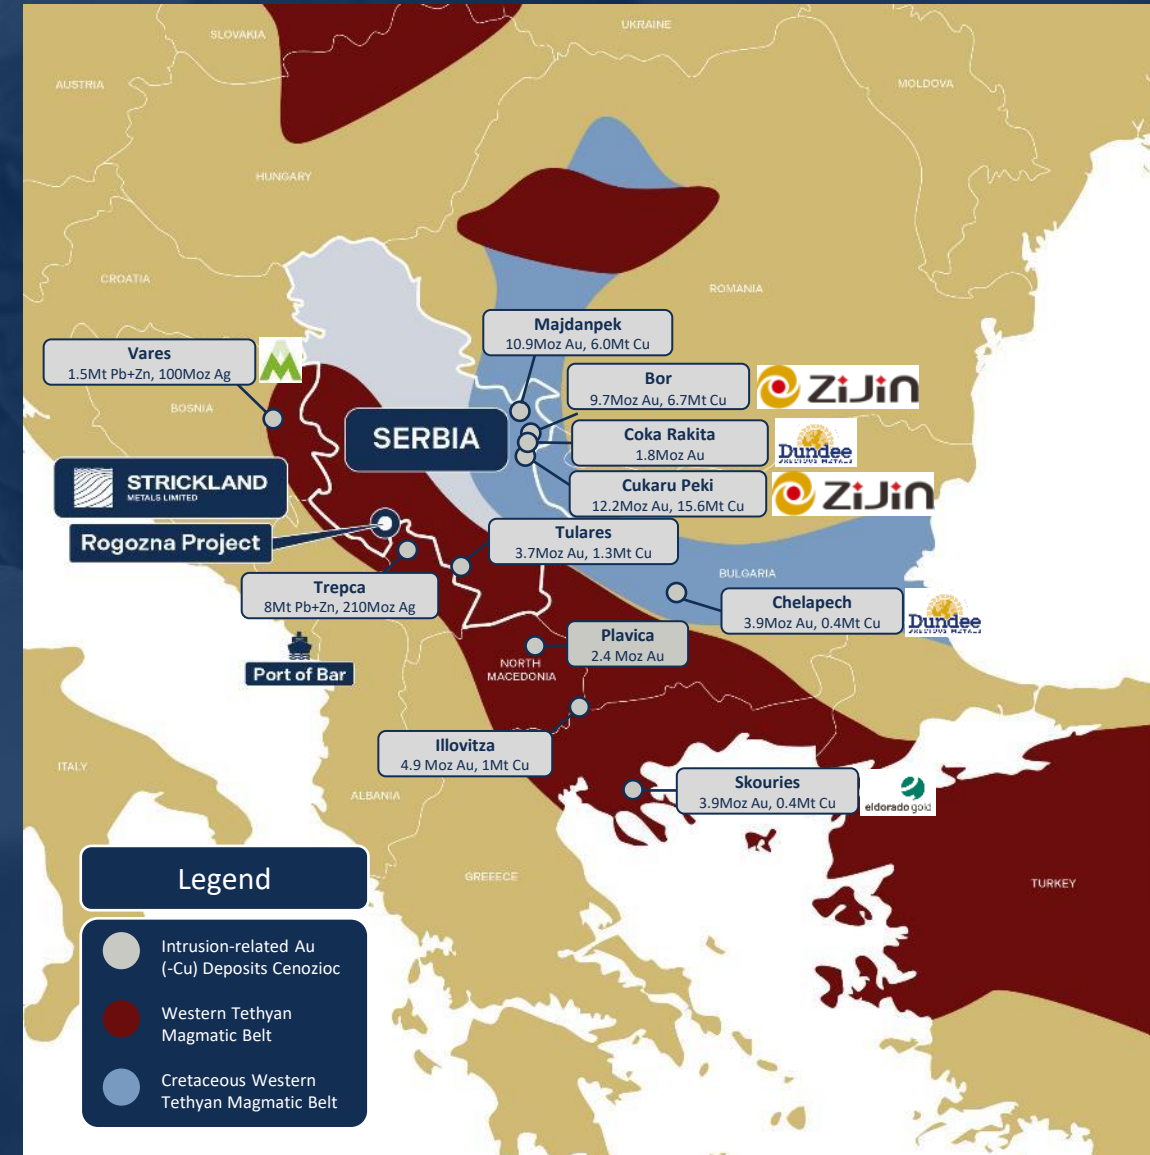 SLOVAKIA
UKRAINE
AUSTRIA
MOLDOVA
HUNGARY
CROATIA
ROMANIA
Majdanpek
10.9Moz Au, 6.0Mt Cu
Vares
1.5Mt Pb+Zn, 100Moz Ag
Bor
9.7Moz Au, 6.7Mt Cu
ZiJin
BOSNIA
SERBIA
Coka Rakita
1.8Moz Au
Dundee
PRECIOUS METALS
STRICKLAND
METALS LIMITED
Cukaru Peki
12.2Moz Au, 15.6Mt Cu
ZiJin
Rogozna Project
Tulares
3.7Moz Au, 1.3Mt Cu
BULGARIA
Trepca
8Mt Pb+Zn, 210Moz Ag
Chelapech
3.9Moz Au, 0.4Mt Cu
Dundee
PRECIOUS METALS
Plavica
2.4 Moz Au
Port of Bar
NORTH
MACEDONIA
Illovitza
4.9 Moz Au, 1Mt Cu
ITALY
ALBANIA
Skouries
3.9Moz Au, 0.4Mt Cu
eldorado gold
GREEECE
TURKEY
Legend
Intrusion-related Au
(-Cu) Deposits Cenozioc
Western Tethyan
Magmatic Belt
Cretaceous Western
Tethyan Magmatic Belt